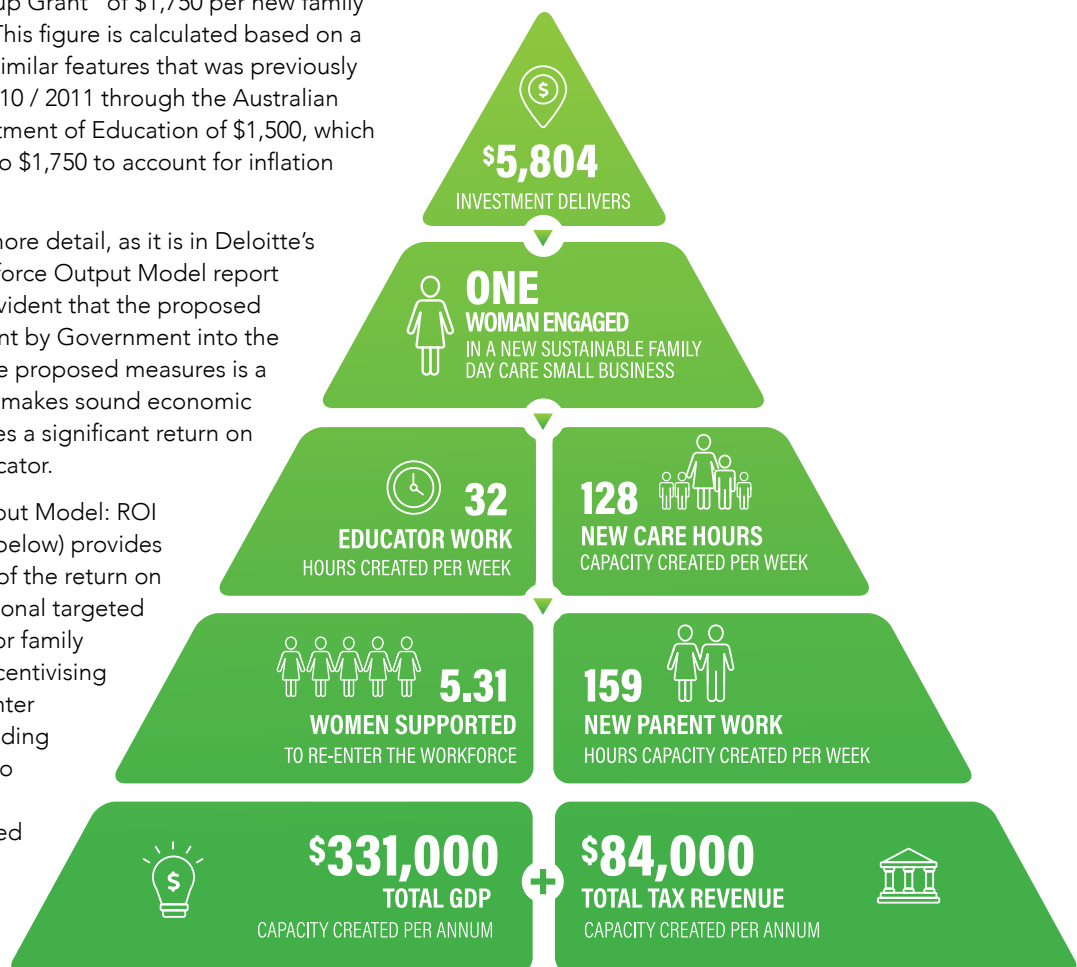 up Grant" of $1,750 per new family
This figure is calculated based on a
imilar features that was previously
10 / 2011 through the Australian
tment of Education of $1,500, which
o $1,750 to account for inflation
more detail, as it is in Deloitte's
force Output Model report
vident that the proposed
nt by Government into the
e proposed measures is a
makes sound economic
es a significant return on
cator.
out Model: ROI
below) provides
of the return on
onal targeted
or family
centivising
nter
ding
o
ed
$
$5,804
INVESTMENT DELIVERS
ONE
WOMAN ENGAGED
IN A NEW SUSTAINABLE FAMILY
DAY CARE SMALL BUSINESS
32
EDUCATOR WORK
HOURS CREATED PER WEEK
128
NEW CARE HOURS
CAPACITY CREATED PER WEEK
5.31
WOMEN SUPPORTED
TO RE-ENTER THE WORKFORCE
159
NEW PARENT WORK
HOURS CAPACITY CREATED PER WEEK
$
$331,000
TOTAL GDP
CAPACITY CREATED PER ANNUM
+
$84,000
TOTAL TAX REVENUE
CAPACITY CREATED PER ANNUM